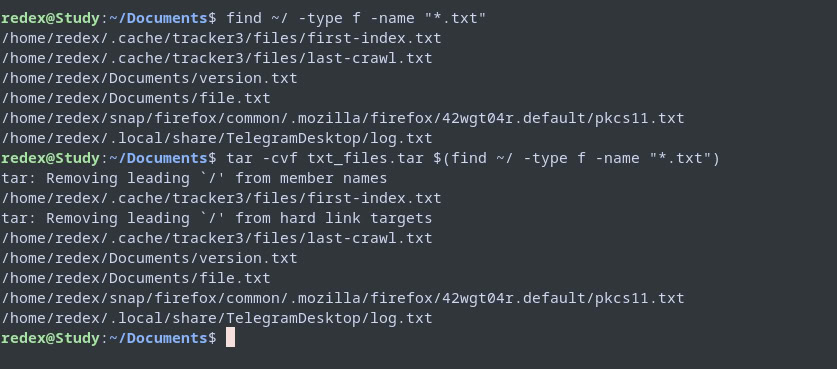 redex@Study:~/Documents$ find ~/ -type f -name "*.txt"
/home/redex/.cache/tracker3/files/first-index.txt
/home/redex/.cache/tracker3/files/last-crawl.txt
/home/redex/Documents/version.txt
/home/redex/Documents/file.txt
/home/redex/snap/firefox/common/.mozilla/firefox/42wgt04r.default/pkcs11.txt
/home/redex/.local/share/TelegramDesktop/log.txt
redex@Study:~/Documents$ tar -cvf txt_files.tar $(find ~/ -type f -name "*.txt")
tar: Removing leading `/' from member names
/home/redex/.cache/tracker3/files/first-index.txt
tar: Removing leading `/' from hard link targets
/home/redex/.cache/tracker3/files/last-crawl.txt
/home/redex/Documents/version.txt
/home/redex/Documents/file.txt
/home/redex/snap/firefox/common/.mozilla/firefox/42wgt04r.default/pkcs11.txt
/home/redex/.local/share/TelegramDesktop/log.txt
redex@Study:~/Documents$